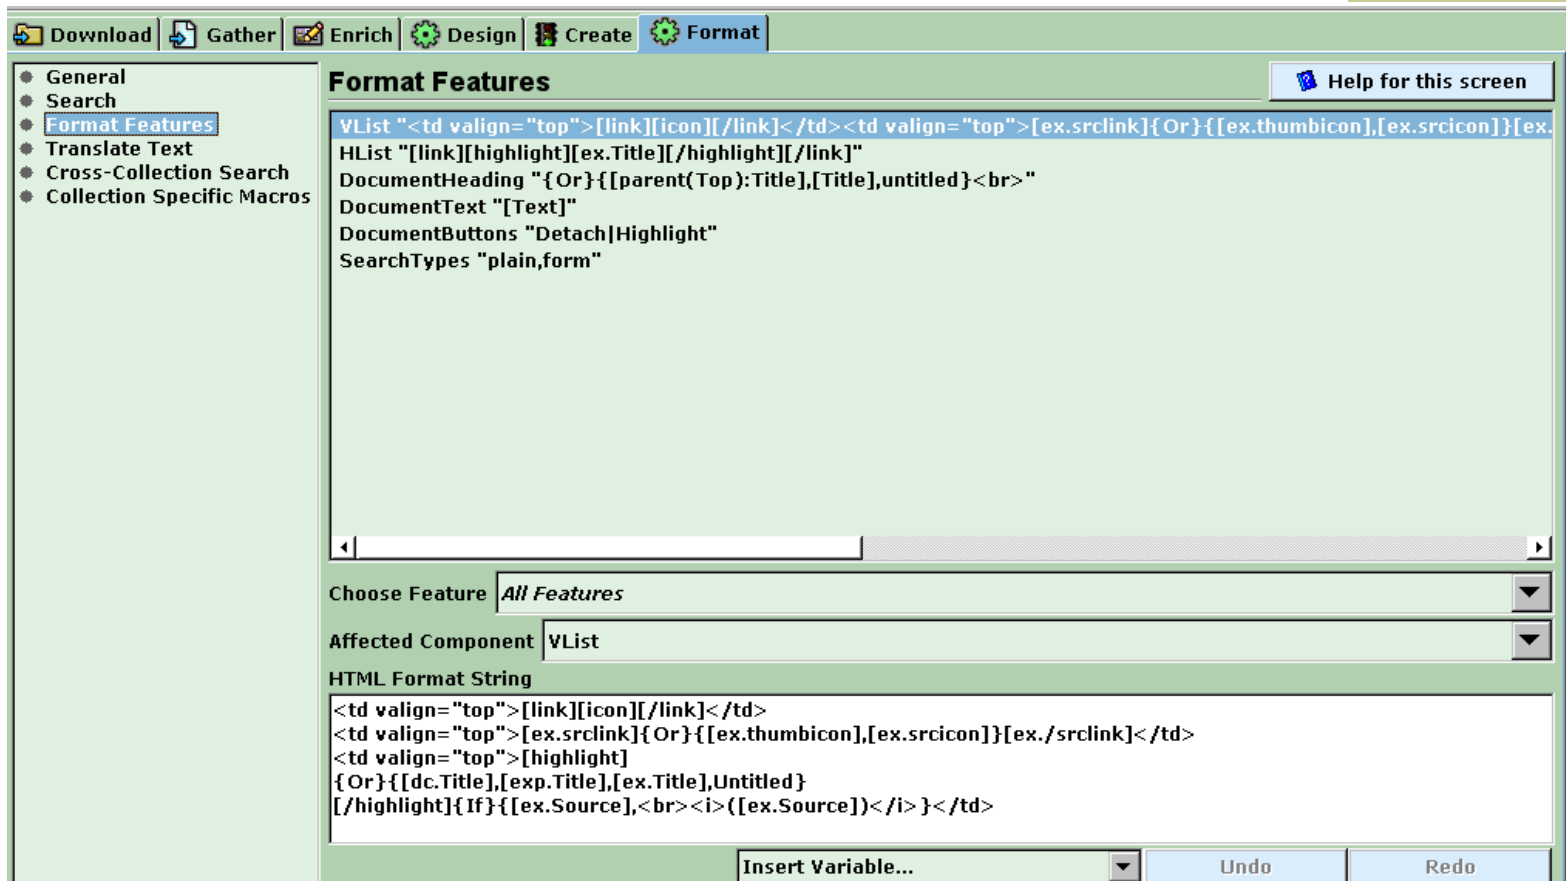 Download Gather Enrich Design Create Format
General
Search
Format Features
Translate Text
Cross-Collection Search
Collection Specific Macros
Format Features
Help for this screen
VList "<td valign="top">[link][icon][/link]</td><td valign="top">[ex.srclink]{Or}{[ex.thumbicon],[ex.srcicon]}[ex.
HList "[link][highlight][ex.Title][/highlight][/link]"
DocumentHeading "{Or}{[parent(Top):Title],[Title],untitled}<br>"
DocumentText "[Text]"
DocumentButtons "Detach|Highlight"
SearchTypes "plain,form"
Choose Feature All Features
Affected Component VList
HTML Format String
<td valign="top">[link][icon][/link]</td>
<td valign="top">[ex.srclink]{Or}{[ex.thumbicon],[ex.srcicon]}[ex./srclink]</td>
<td valign="top">[highlight]
{Or}{[dc.Title],[exp.Title],[ex.Title],Untitled}
[/highlight]{If}{[ex.Source],<br><i>([ex.Source])</i>}</td>
Insert Variable... Undo Redo